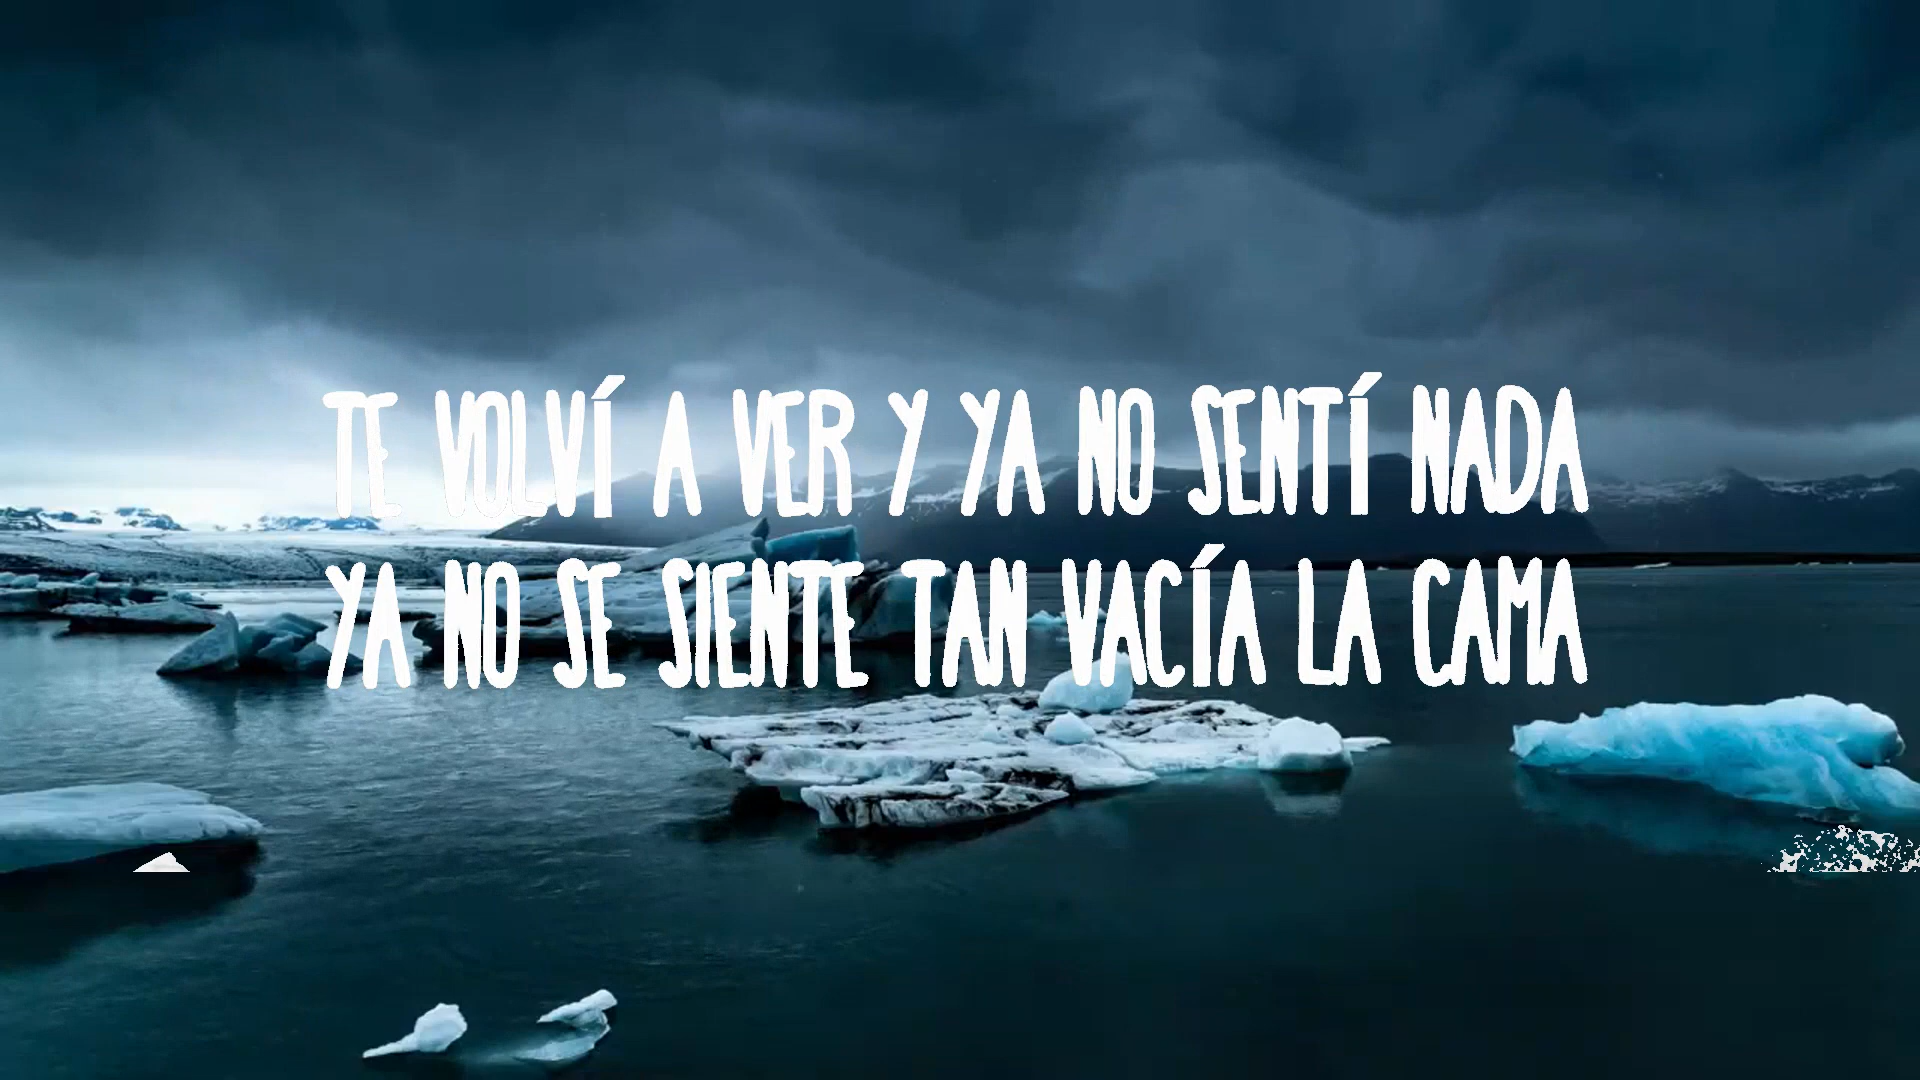 TE VOLVÍ A VER Y YA NO SENTÍ NADA
YA NO SE SIENTE TAN VACÍA LA CAMA